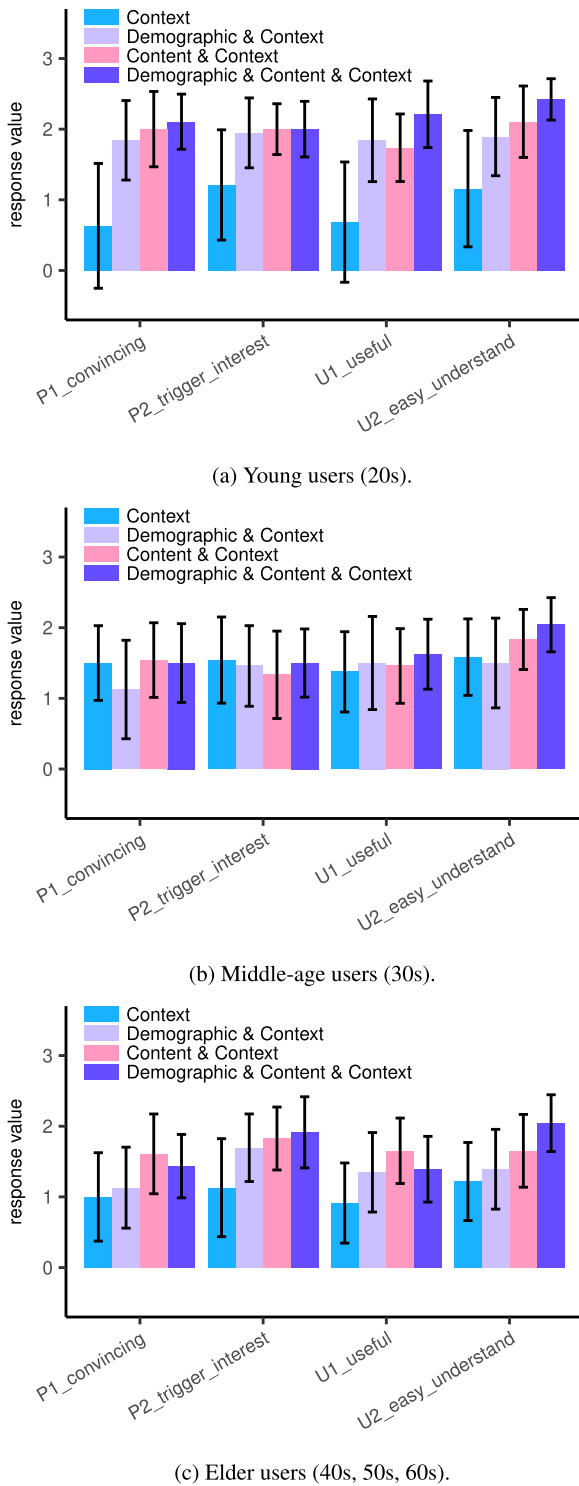 Context
Demographic & Context
Content & Context
Demographic & Content & Context
response value
3
2
1
0
P1_convincing
P2_trigger_interest
U1_useful
U2_easy_understand
(a) Young users (20s).
Context
Demographic & Context
Content & Context
Demographic & Content & Context
response value
3
2
1
0
P1_convincing
P2_trigger_interest
U1_useful
U2_easy_understand
(b) Middle-age users (30s).
Context
Demographic & Context
Content & Context
Demographic & Content & Context
response value
3
2
1
0
P1_convincing
P2_trigger_interest
U1_useful
U2_easy_understand
(c) Elder users (40s, 50s, 60s).